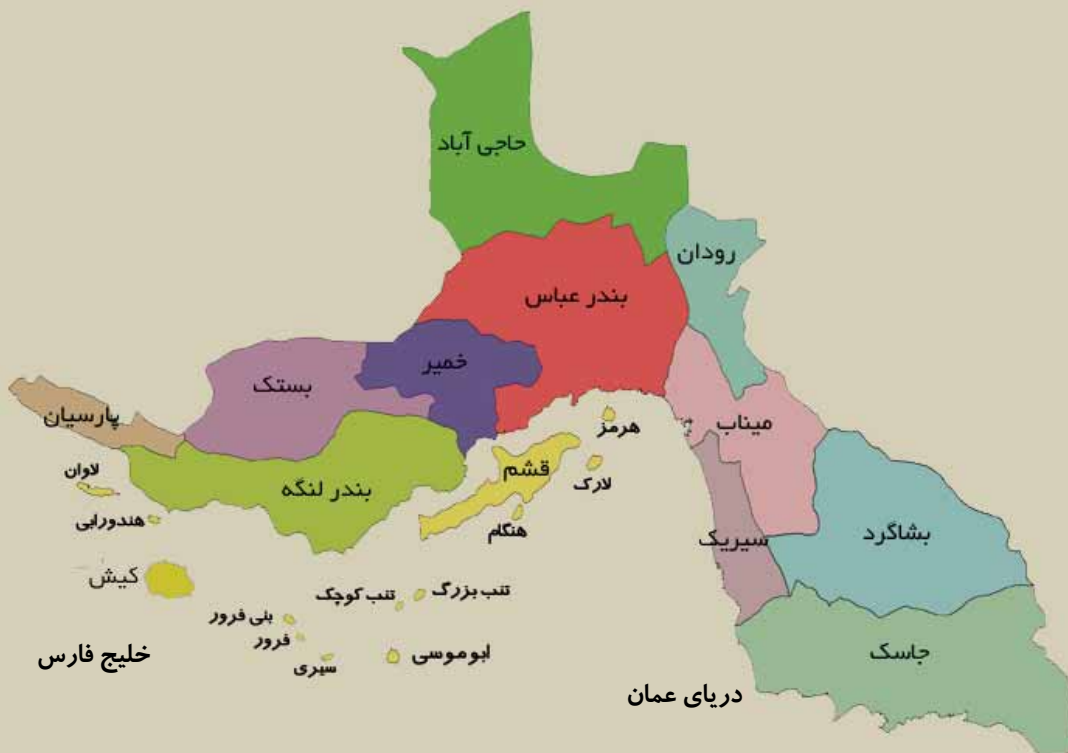 حاجی آباد
رودان
بندر عباس
خمیر
بستک
پارسیان
میناب
هرمز
قشم
لاوان
لارک
بندر لنگه
هندورابی
هنگام
سیریک
بشاگرد
کیش
تنب بزرگ
تنب کوچک
بنی فرور
فرور
ابوموسی
سیری
جاسک
خلیج فارس
دریای عمان